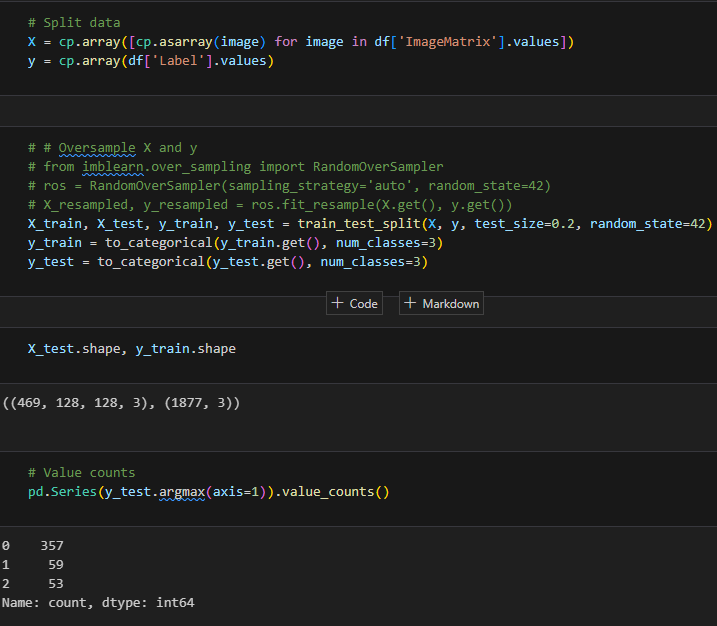 # Split data
X = cp.array([cp.asarray(image) for image in df['ImageMatrix'].values])
y = cp.array(df['Label'].values)
# # Oversample X and y
# from imblearn.over_sampling import RandomOverSampler
# ros = RandomOverSampler(sampling_strategy='auto', random_state=42)
# X_resampled, y_resampled = ros.fit_resample(X.get(), y.get())
X_train, X_test, y_train, y_test = train_test_split(X, y, test_size=0.2, random_state=42)
y_train = to_categorical(y_train.get(), num_classes=3)
y_test = to_categorical(y_test.get(), num_classes=3)
+ Code + Markdown
X_test.shape, y_train.shape
((469, 128, 128, 3), (1877, 3))
# Value counts
pd.Series(y_test.argmax(axis=1)).value_counts()
0    357
1     59
2     53
Name: count, dtype: int64